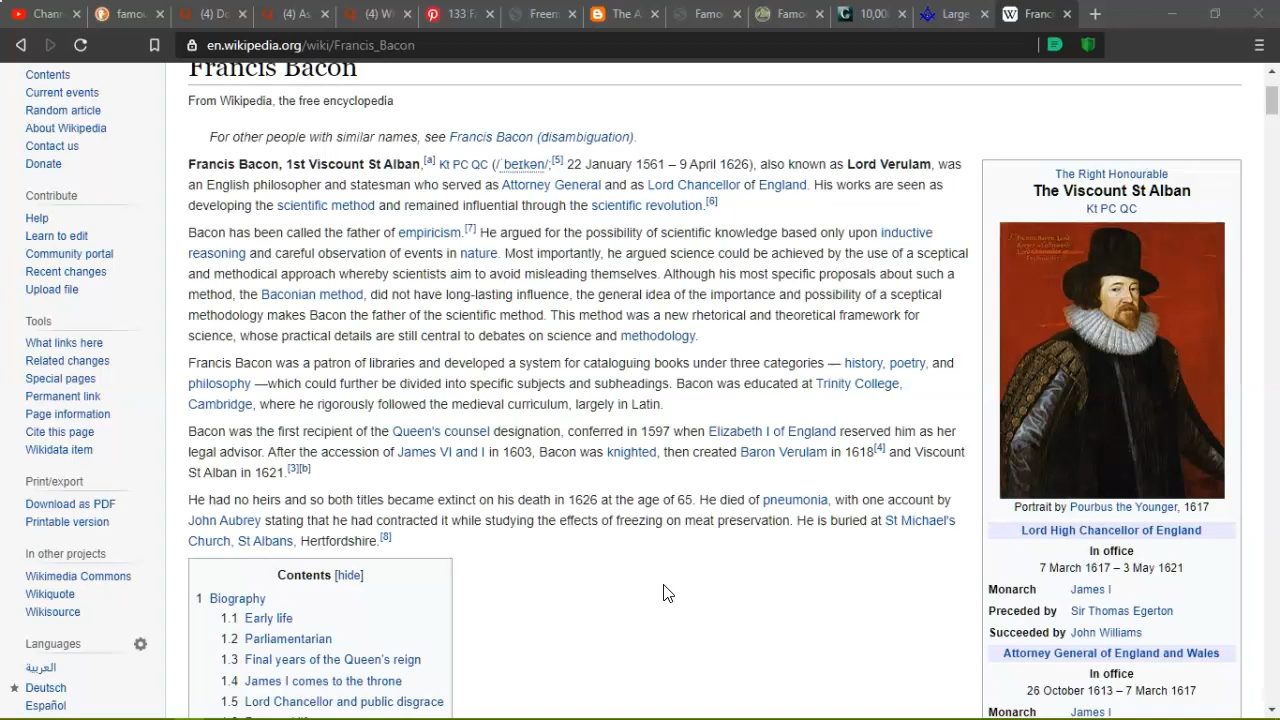 Chann
famou
(4) Do
(4) As
(4) W
133 F
Freem
The A
Famo
Famo
10,00
Large
Franc
en.wikipedia.org/wiki/Francis_Bacon
Contents
Current events
Random article
About Wikipedia
Contact us
Donate
Contribute
Help
Learn to edit
Community portal
Recent changes
Upload file
Tools
What links here
Related changes
Special pages
Permanent link
Page information
Cite this page
Wikidata item
Print/export
Download as PDF
Printable version
In other projects
Wikimedia Commons
Wikiquote
Wikisource
Languages
العربية
Deutsch
Español
Francis Bacon
From Wikipedia, the free encyclopedia
For other people with similar names, see Francis Bacon (disambiguation).
Francis Bacon, 1st Viscount St Alban,[a] Kt PC QC (/ˈbeɪkən/;[5] 22 January 1561 – 9 April 1626), also known as Lord Verulam, was
an English philosopher and statesman who served as Attorney General and as Lord Chancellor of England. His works are seen as
developing the scientific method and remained influential through the scientific revolution.[6]
Bacon has been called the father of empiricism.[7] He argued for the possibility of scientific knowledge based only upon inductive
reasoning and careful observation of events in nature. Most importantly, he argued science could be achieved by the use of a sceptical
and methodical approach whereby scientists aim to avoid misleading themselves. Although his most specific proposals about such a
method, the Baconian method, did not have long-lasting influence, the general idea of the importance and possibility of a sceptical
methodology makes Bacon the father of the scientific method. This method was a new rhetorical and theoretical framework for
science, whose practical details are still central to debates on science and methodology.
Francis Bacon was a patron of libraries and developed a system for cataloguing books under three categories — history, poetry, and
philosophy —which could further be divided into specific subjects and subheadings. Bacon was educated at Trinity College,
Cambridge, where he rigorously followed the medieval curriculum, largely in Latin.
Bacon was the first recipient of the Queen's counsel designation, conferred in 1597 when Elizabeth I of England reserved him as her
legal advisor. After the accession of James VI and I in 1603, Bacon was knighted, then created Baron Verulam in 1618[4] and Viscount
St Alban in 1621.[3][b]
He had no heirs and so both titles became extinct on his death in 1626 at the age of 65. He died of pneumonia, with one account by
John Aubrey stating that he had contracted it while studying the effects of freezing on meat preservation. He is buried at St Michael's
Church, St Albans, Hertfordshire.[8]
Contents [hide]
1 Biography
1.1 Early life
1.2 Parliamentarian
1.3 Final years of the Queen's reign
1.4 James I comes to the throne
1.5 Lord Chancellor and public disgrace
The Right Honourable
The Viscount St Alban
Kt PC QC
Portrait by Pourbus the Younger, 1617
Lord High Chancellor of England
In office
7 March 1617 – 3 May 1621
Monarch James I
Preceded by Sir Thomas Egerton
Succeeded by John Williams
Attorney General of England and Wales
In office
26 October 1613 – 7 March 1617
Monarch James I